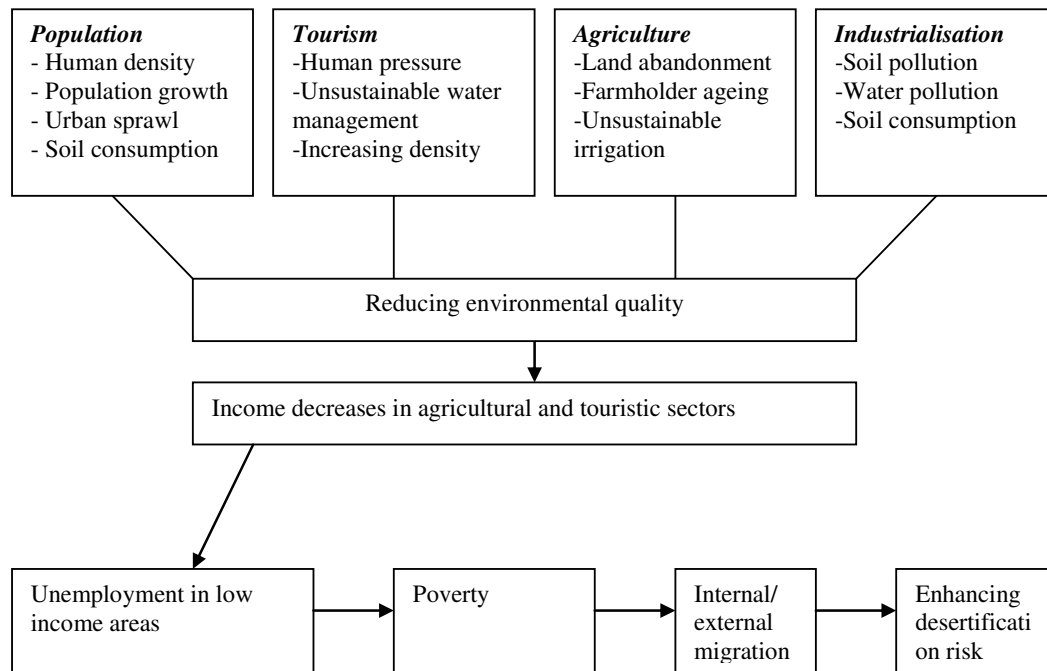 Population
- Human density
- Population growth
- Urban sprawl
- Soil consumption
Tourism
-Human pressure
-Unsustainable water
management
-Increasing density
Agriculture
-Land abandonment
-Farmholder ageing
-Unsustainable
irrigation
Industrialisation
-Soil pollution
-Water pollution
-Soil consumption
Reducing environmental quality
Income decreases in agricultural and touristic sectors
Unemployment in low
income areas
Poverty
Internal/
external
migration
Enhancing
desertificati
on risk